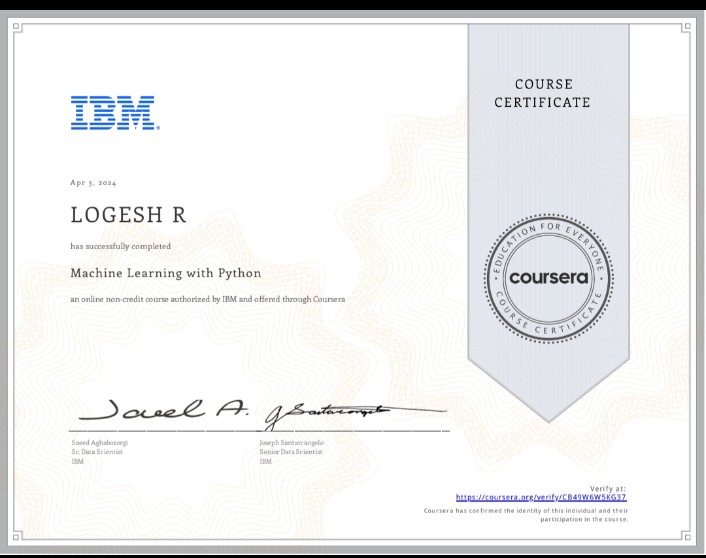 COURSE
CERTIFICATE
IBM
Apr 5, 2024
LOGESH R
has successfully completed
Machine Learning with Python
an online non-credit course authorized by IBM and offered through Coursera
EDUCATION FOR EVERYONE
coursera
COURSE CERTIFICATE
Saeed Aghabozorgi
Sr. Data Scientist
IBM
Joseph Santarcangelo
Senior Data Scientist
IBM
Verify at:
https://coursera.org/verify/CB49W6W5KG37
Coursera has confirmed the identity of this individual and their
participation in the course.